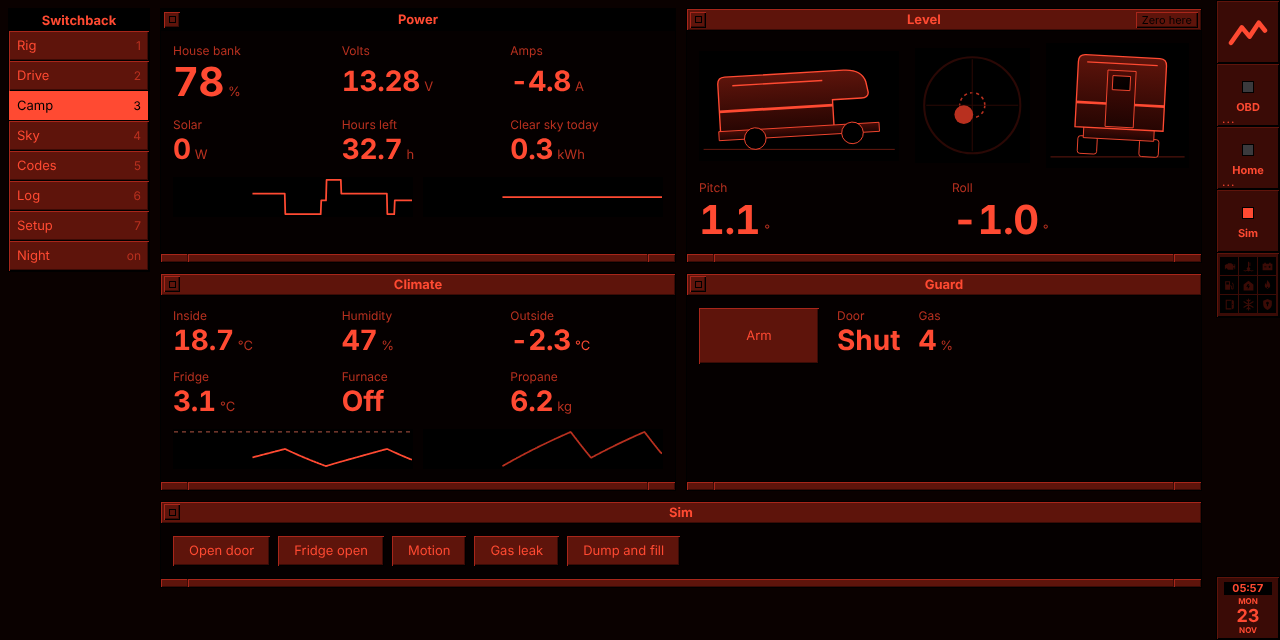 Switchback
Rig 1
Drive 2
Camp 3
Sky 4
Codes 5
Log 6
Setup 7
Night on
Power
House bank
78 %
Volts
13.28 V
Amps
-4.8 A
Solar
0 W
Hours left
32.7 h
Clear sky today
0.3 kWh
Level
Zero here
Pitch
1.1 °
Roll
-1.0 °
Climate
Inside
18.7 °C
Humidity
47 %
Outside
-2.3 °C
Fridge
3.1 °C
Furnace
Off
Propane
6.2 kg
Guard
Arm
Door
Shut
Gas
4 %
Sim
Open door
Fridge open
Motion
Gas leak
Dump and fill
OBD
...
Home
...
Sim
05:57
MON
23
NOV